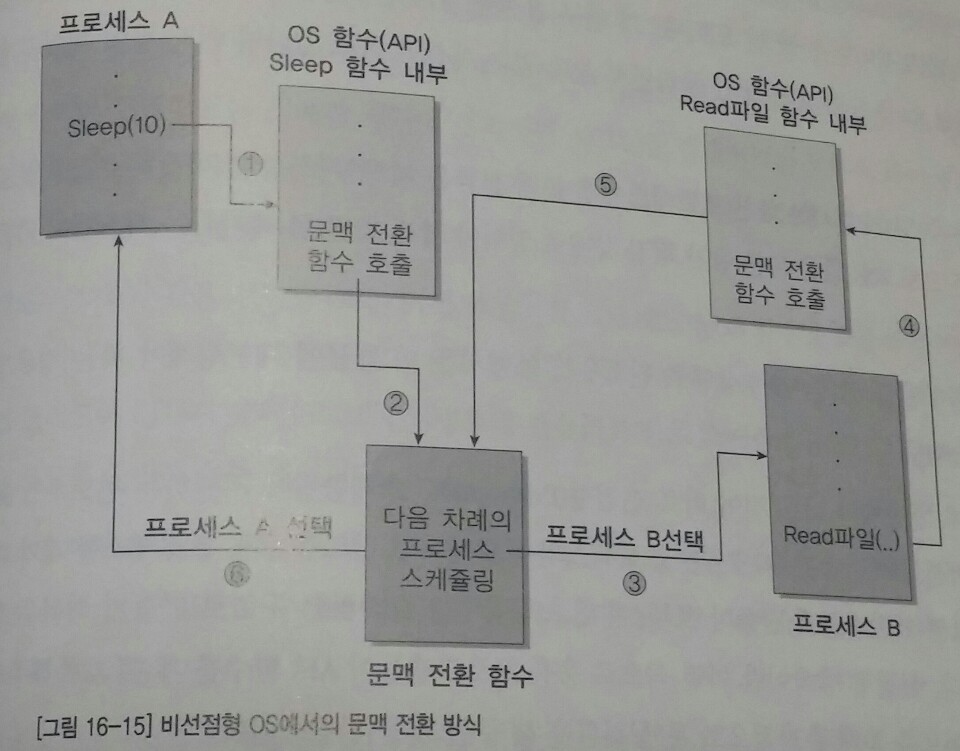 프로세스 A
Sleep(10)
①
OS 함수(API)
Sleep 함수 내부
문맥 전환
함수 호출
②
OS 함수(API)
Read파일 함수 내부
문맥 전환
함수 호출
⑤
④
다음 차례의
프로세스
스케쥴링
문맥 전환 함수
프로세스 A 선택
⑥
프로세스 B선택
③
Read파일(..)
프로세스 B
[그림 16-15] 비선점형 OS에서의 문맥 전환 방식